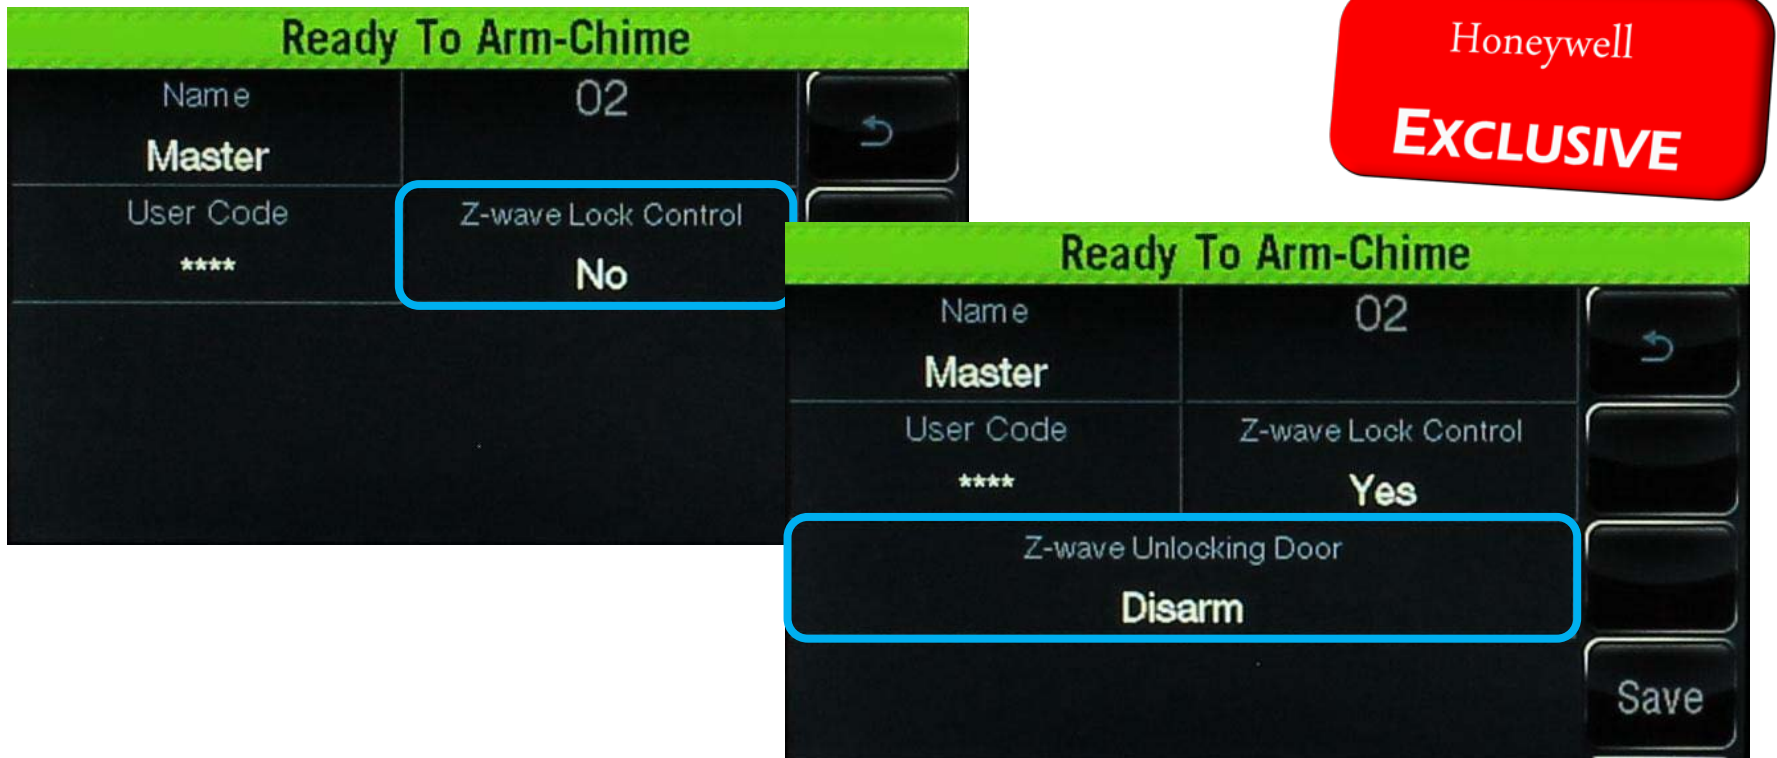 Ready To Arm-Chime
Name
02
Master
User Code
Z-wave Lock Control
****
No
Honeywell
EXCLUSIVE
Ready To Arm-Chime
Name
02
Master
User Code
Z-wave Lock Control
****
Yes
Z-wave Unlocking Door
Disarm
Save